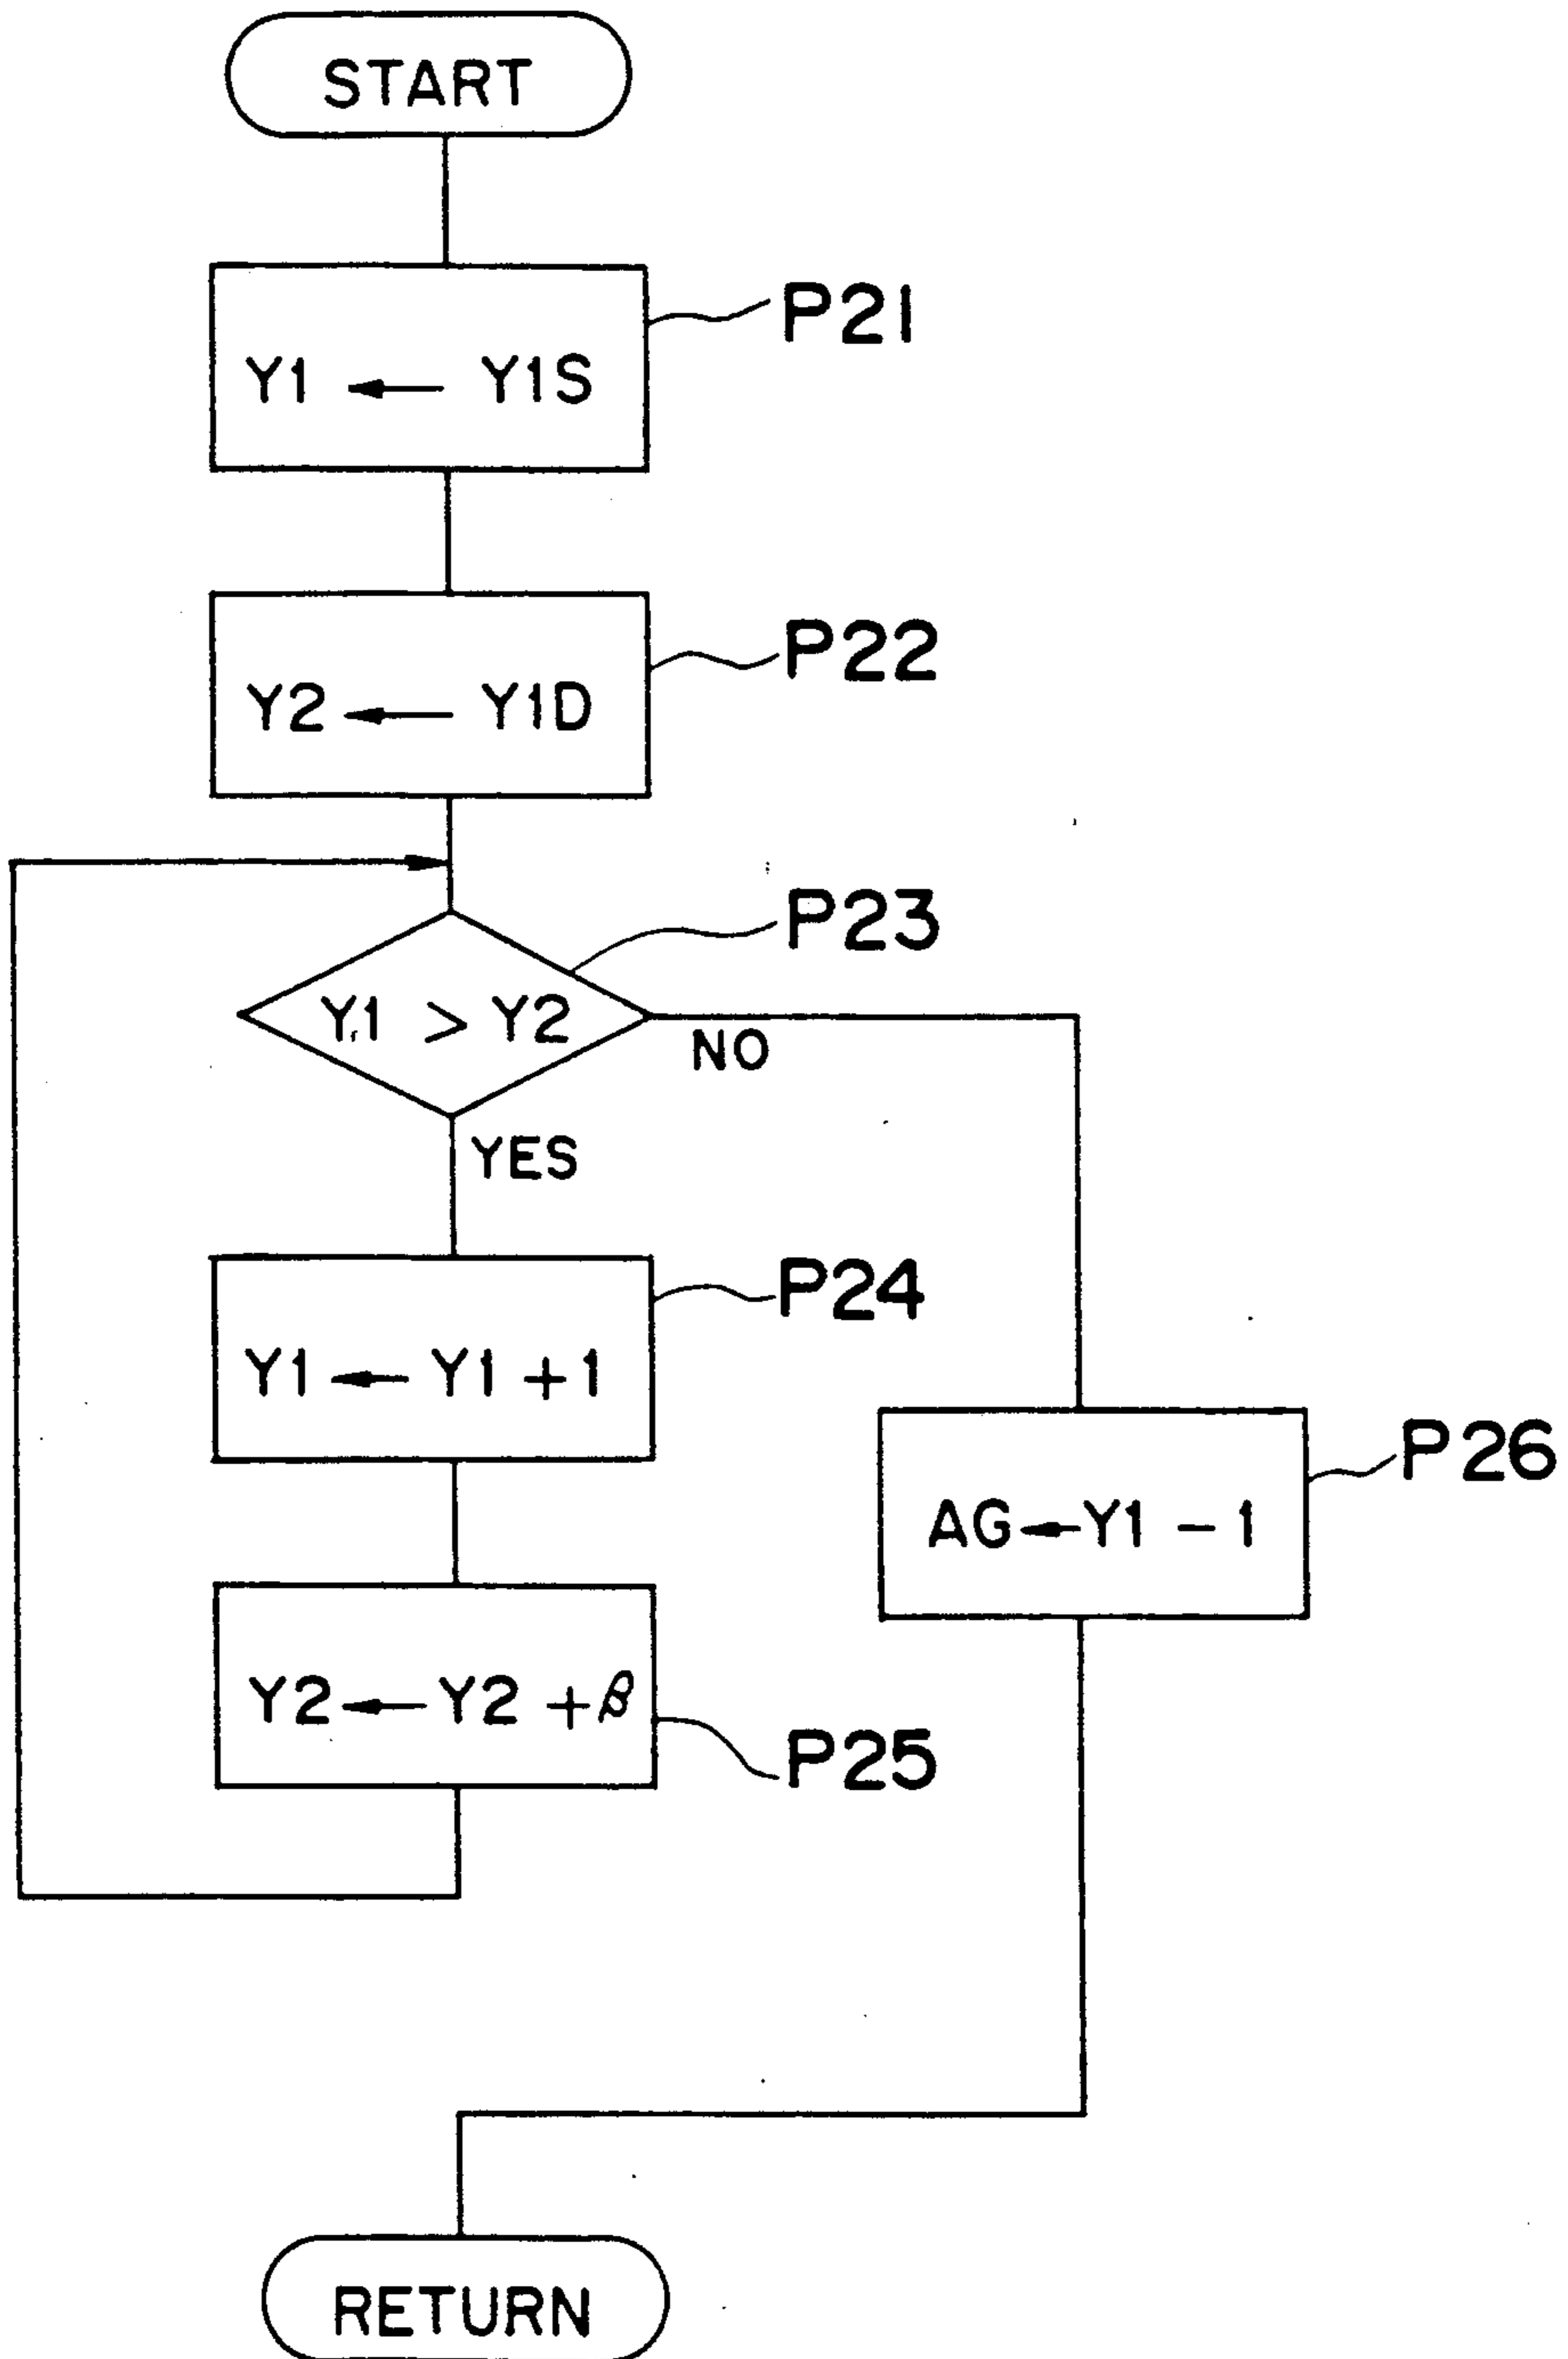 START
P21
Y1 ← Y1S
P22
Y2 ← Y1D
P23
Y1 > Y2
NO
YES
P24
Y1 ← Y1 + 1
P26
AG ← Y1 - 1
Y2 ← Y2 + β
P25
RETURN